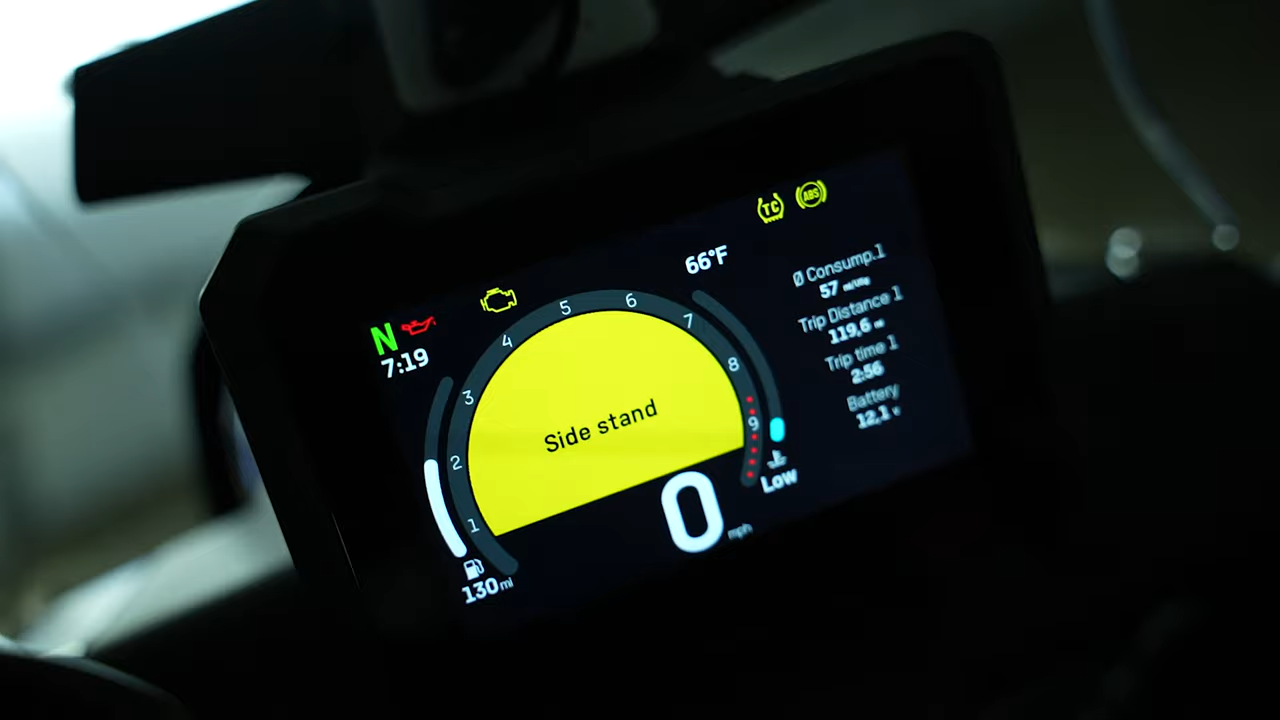 TC ABS
66°F
N
7:19
1 2 3 4 5 6 7 8 9
Side stand
0 mph
130 mi
Low
Ø Consump.1
57
Trip Distance 1
119,6
Trip time 1
2:56
Battery
12,1 V